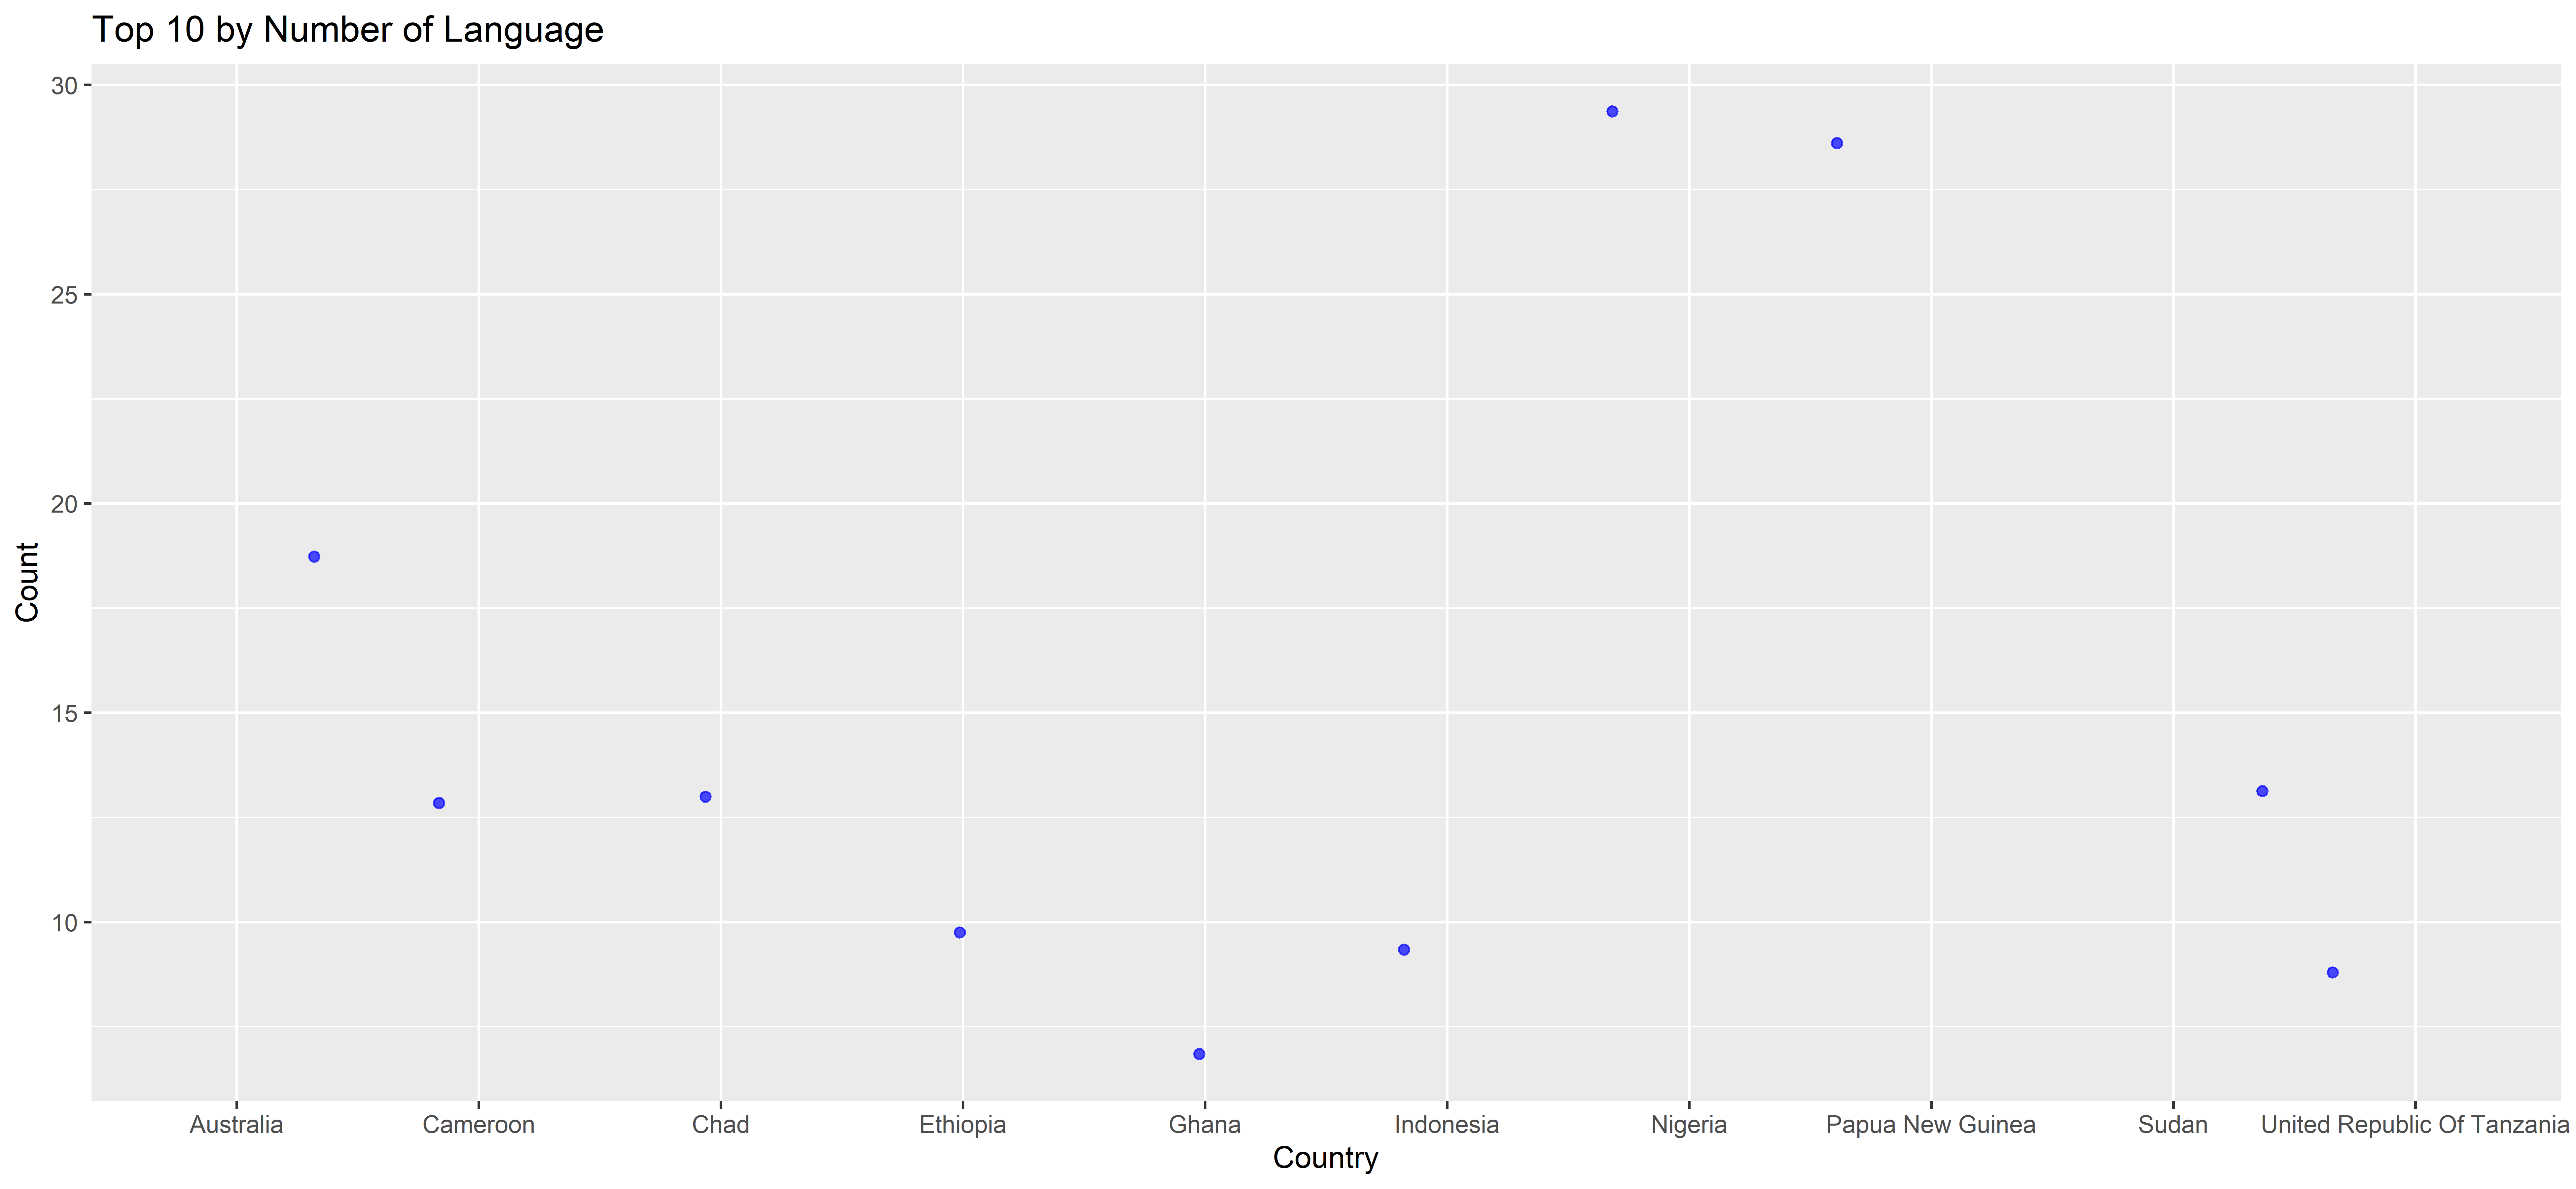 Top 10 by Number of Language
30
25
20
15
10
Count
Australia Cameroon Chad Ethiopia Ghana Indonesia Nigeria Papua New Guinea Sudan United Republic Of Tanzania
Country